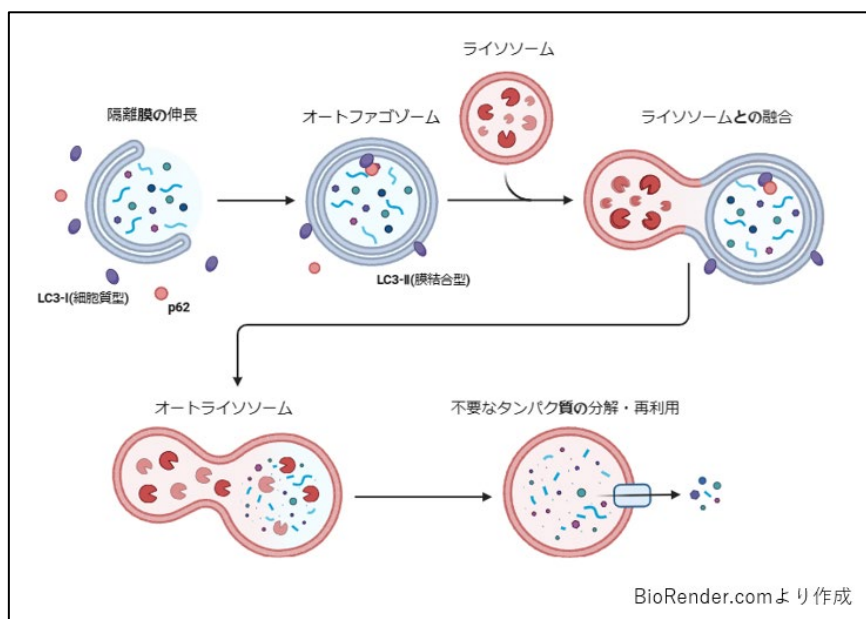 ライソソーム
隔離膜の伸長
オートファゴゾーム
ライソソームとの融合
LC3-I(細胞質型)
p62
LC3-II(膜結合型)
オートライソソーム
不要なタンパク質の分解・再利用
BioRender.comより作成